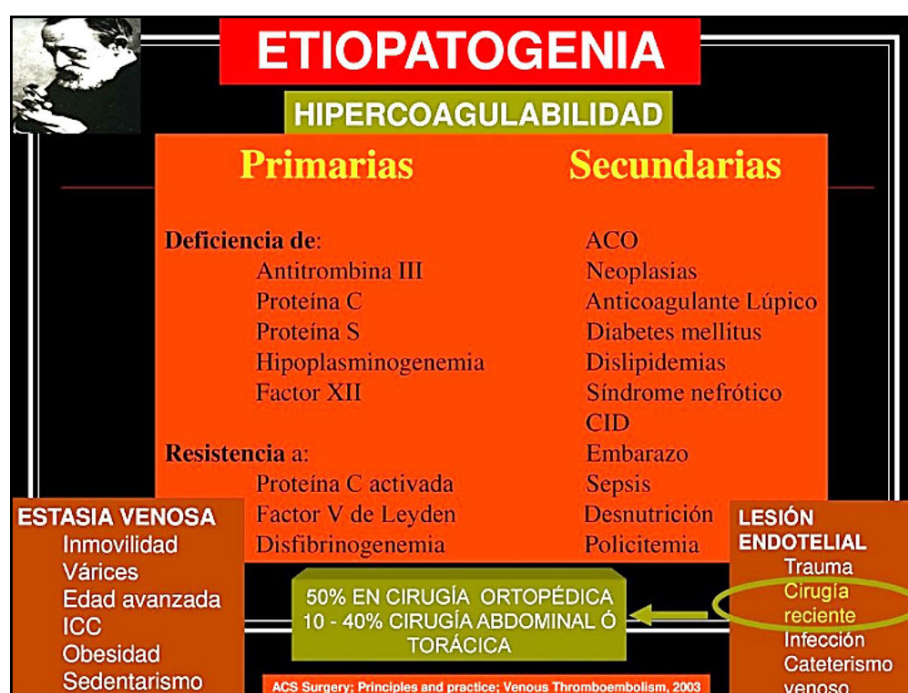 ETIOPATOGENIA
HIPERCOAGULABILIDAD
Primarias
Deficiencia de:
Antitrombina III
Proteína C
Proteína S
Hipoplasminogenemia
Factor XII
Resistencia a:
Proteína C activada
Factor V de Leyden
Disfibrinogenemia
Secundarias
ACO
Neoplasias
Anticoagulante Lúpico
Diabetes mellitus
Dislipidemias
Síndrome nefrótico
CID
Embarazo
Sepsis
Desnutrición
Policitemia
ESTASIA VENOSA
Inmovilidad
Várices
Edad avanzada
ICC
Obesidad
Sedentarismo
50% EN CIRUGÍA ORTOPÉDICA
10 - 40% CIRUGÍA ABDOMINAL Ó
TORÁCICA
LESIÓN
ENDOTELIAL
Trauma
Cirugía
reciente
Infección
Cateterismo
venoso
ACS Surgery; Principles and practice; Venous Thromboembolism, 2003